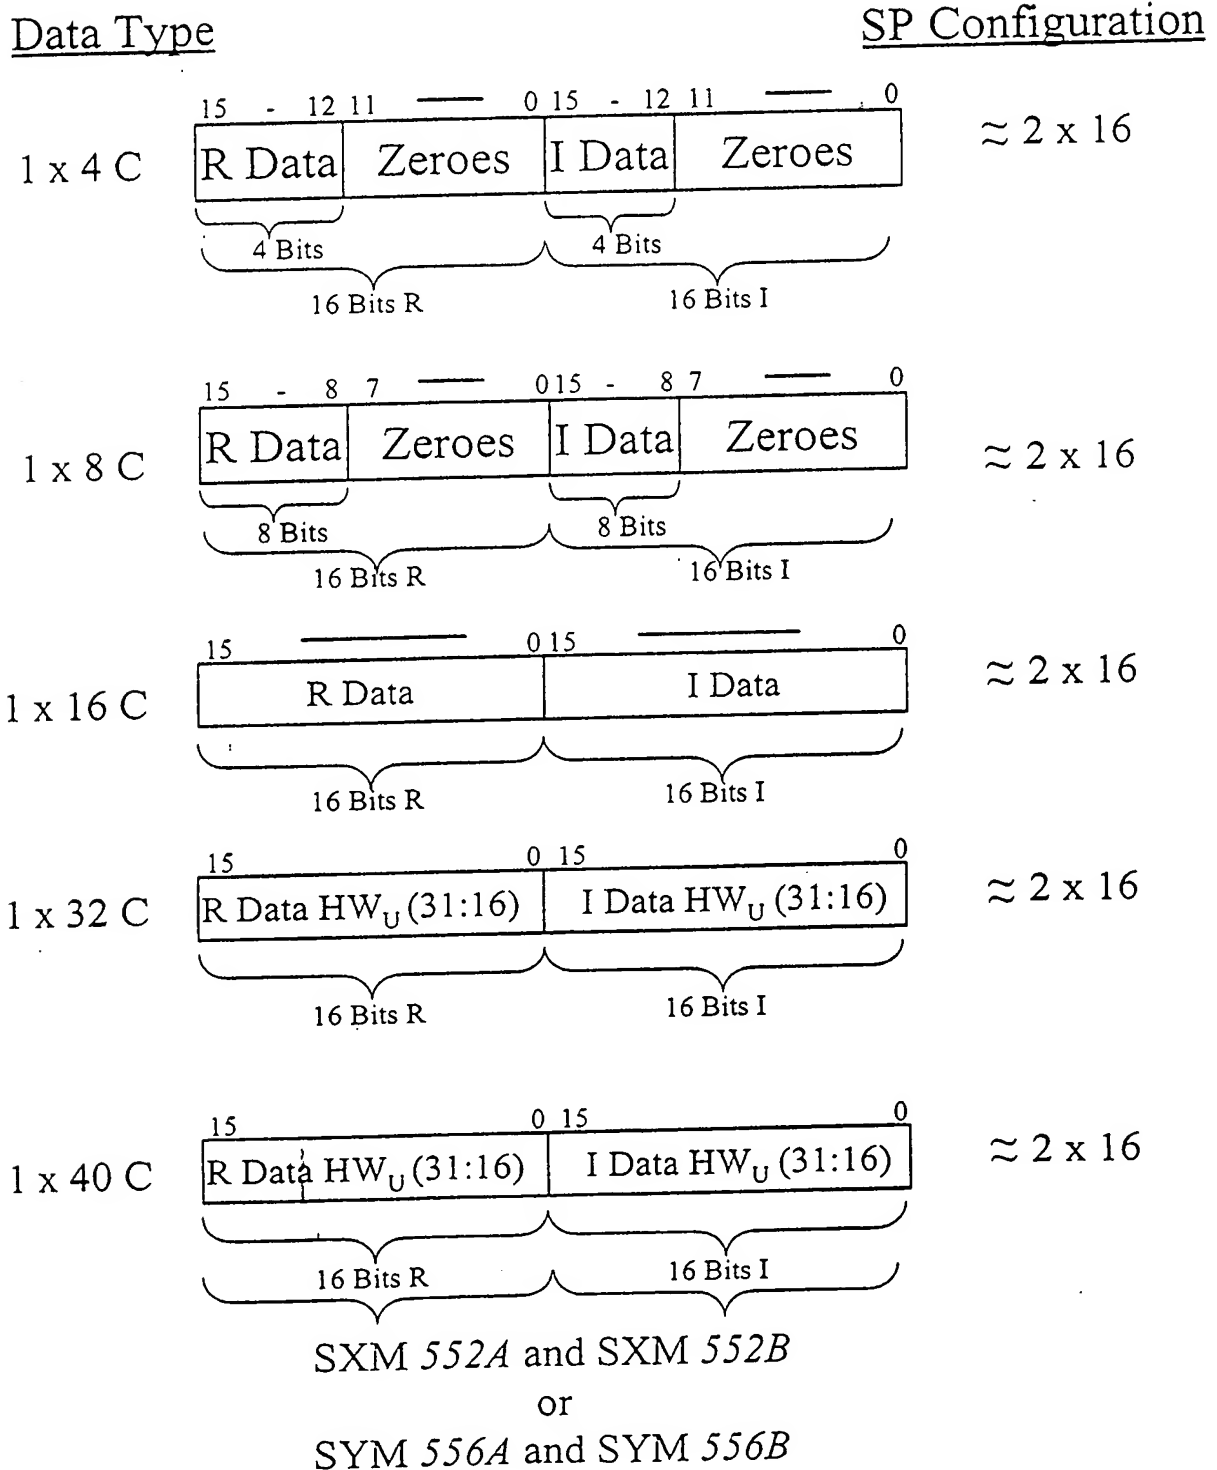 Data Type SP Configuration
15 - 12 11 — 0 15 - 12 11 — 0
1 x 4 C R Data Zeroes I Data Zeroes ≈ 2 x 16
4 Bits 4 Bits
16 Bits R 16 Bits I
15 - 8 7 — 0 15 - 8 7 — 0
1 x 8 C R Data Zeroes I Data Zeroes ≈ 2 x 16
8 Bits 8 Bits
16 Bits R 16 Bits I
15 — 0 15 — 0
1 x 16 C R Data I Data ≈ 2 x 16
16 Bits R 16 Bits I
15 0 15 0
1 x 32 C R Data HW_U (31:16) I Data HW_U (31:16) ≈ 2 x 16
16 Bits R 16 Bits I
15 0 15 0
1 x 40 C R Data HW_U (31:16) I Data HW_U (31:16) ≈ 2 x 16
16 Bits R 16 Bits I
SXM 552A and SXM 552B
or
SYM 556A and SYM 556B